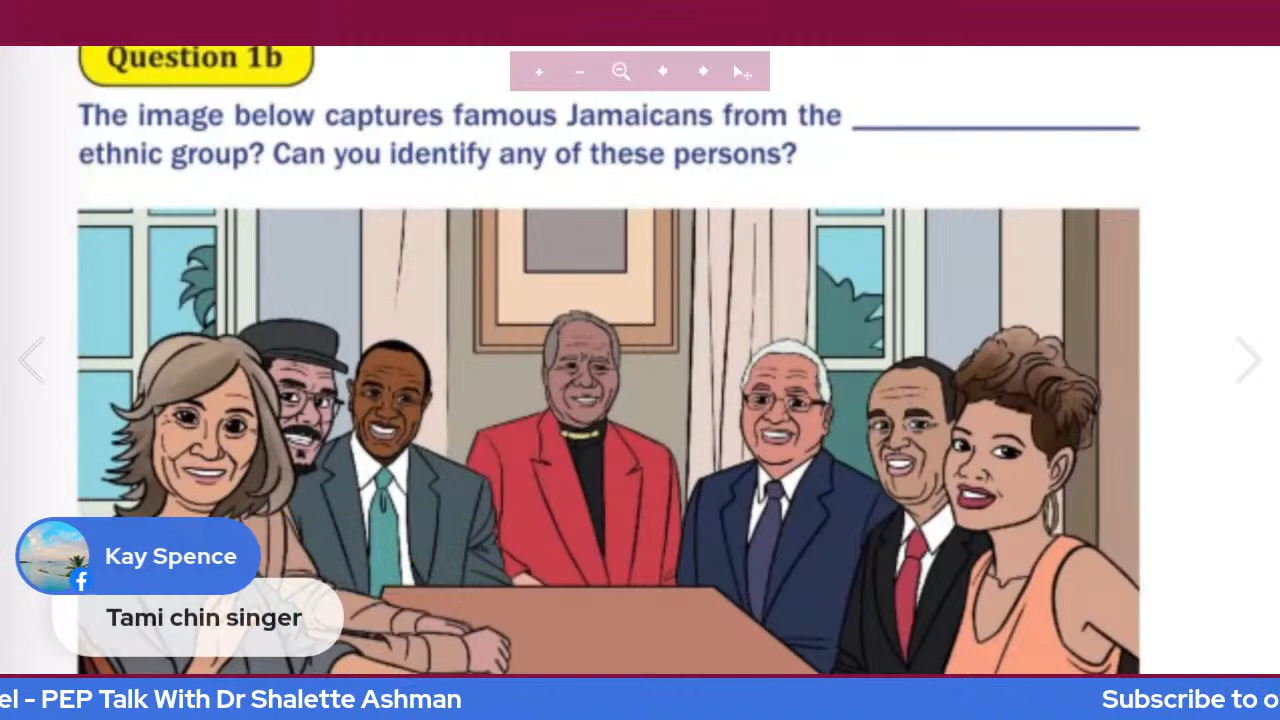 Question 1b
The image below captures famous Jamaicans from the
ethnic group? Can you identify any of these persons?
Kay Spence
Tami chin singer
el - PEP Talk With Dr Shalette Ashman
Subscribe to o